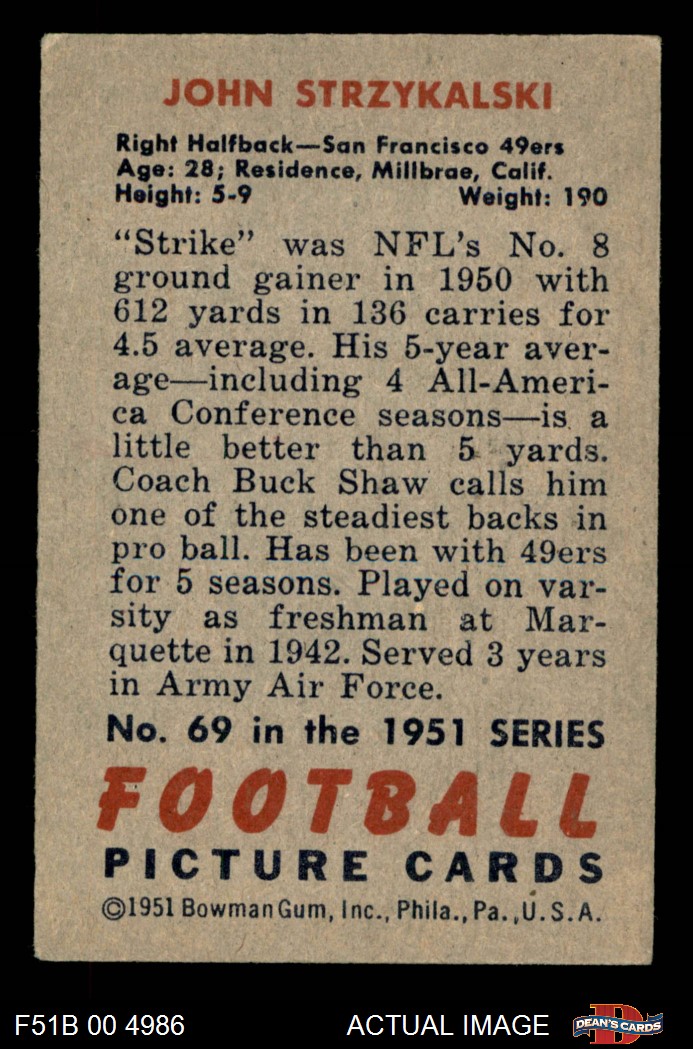 JOHN STRZYKALSKI
Right Halfback—San Francisco 49ers
Age: 28; Residence, Millbrae, Calif.
Height: 5-9 Weight: 190
"Strike" was NFL's No. 8
ground gainer in 1950 with
612 yards in 136 carries for
4.5 average. His 5-year aver-
age—including 4 All-Ameri-
ca Conference seasons—is a
little better than 5 yards.
Coach Buck Shaw calls him
one of the steadiest backs in
pro ball. Has been with 49ers
for 5 seasons. Played on var-
sity as freshman at Mar-
quette in 1942. Served 3 years
in Army Air Force.
No. 69 in the 1951 SERIES
FOOTBALL
PICTURE CARDS
©1951 Bowman Gum, Inc., Phila., Pa., U.S.A.
F51B 00 4986 ACTUAL IMAGE D DEAN'S CARDS